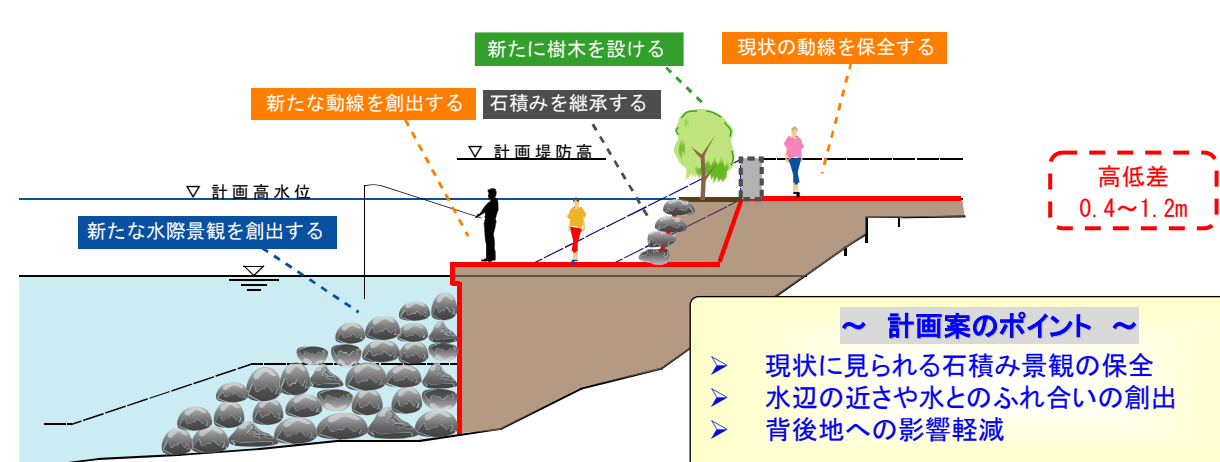 新たに樹木を設ける
現状の動線を保全する
新たな動線を創出する
石積みを継承する
▽ 計画堤防高
▽ 計画高水位
高低差
0.4～1.2m
新たな水際景観を創出する
～ 計画案のポイント ～
➢ 現状に見られる石積み景観の保全
➢ 水辺の近さや水とのふれ合いの創出
➢ 背後地への影響軽減